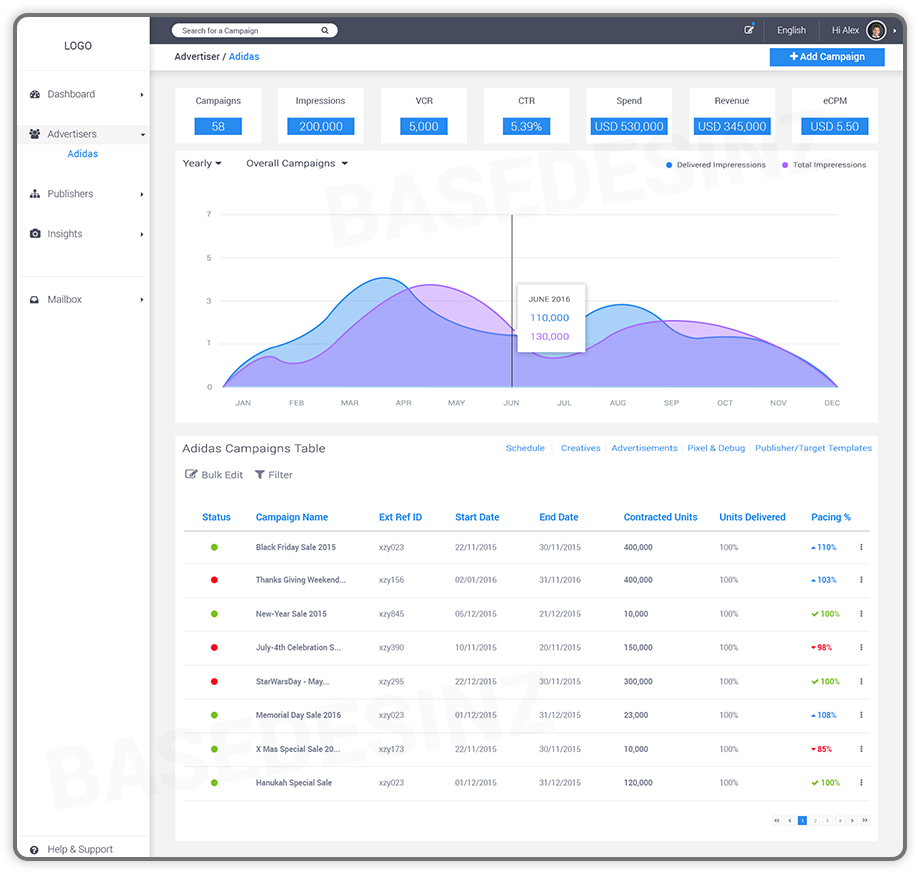 LOGO
Search for a Campaign
English
Hi Alex
Advertiser / Adidas
+ Add Campaign
Dashboard
Advertisers
Adidas
Publishers
Insights
Mailbox
Help & Support
Campaigns
58
Impressions
200,000
VCR
5,000
CTR
5.39%
Spend
USD 530,000
Revenue
USD 345,000
eCPM
USD 5.50
Yearly
Overall Campaigns
Delivered Impreressions
Total Impreressions
BASEDESINZ
7
5
3
1
0
JUNE 2016
110,000
130,000
JAN FEB MAR APR MAY JUN JUL AUG SEP OCT NOV DEC
Adidas Campaigns Table
Schedule | Creatives | Advertisements | Pixel & Debug | Publisher/Target Templates
Bulk Edit Filter
Status Campaign Name Ext Ref ID Start Date End Date Contracted Units Units Delivered Pacing %
Black Friday Sale 2015 xzy023 22/11/2015 30/11/2015 400,000 100% 110%
Thanks Giving Weekend... xzy156 02/01/2016 31/11/2016 400,000 100% 103%
New-Year Sale 2015 xzy845 05/12/2015 21/12/2015 10,000 100% 100%
July-4th Celebration S... xzy390 10/11/2015 20/11/2015 150,000 100% 98%
StarWarsDay - May... xzy295 22/12/2015 30/11/2015 300,000 100% 100%
Memorial Day Sale 2016 xzy023 01/12/2015 31/12/2015 23,000 100% 108%
X Mas Special Sale 20... xzy173 22/11/2015 30/11/2015 10,000 100% 85%
Hanukah Special Sale xzy023 01/12/2015 31/12/2015 120,000 100% 100%
BASEDESINZ
1 2 3 4